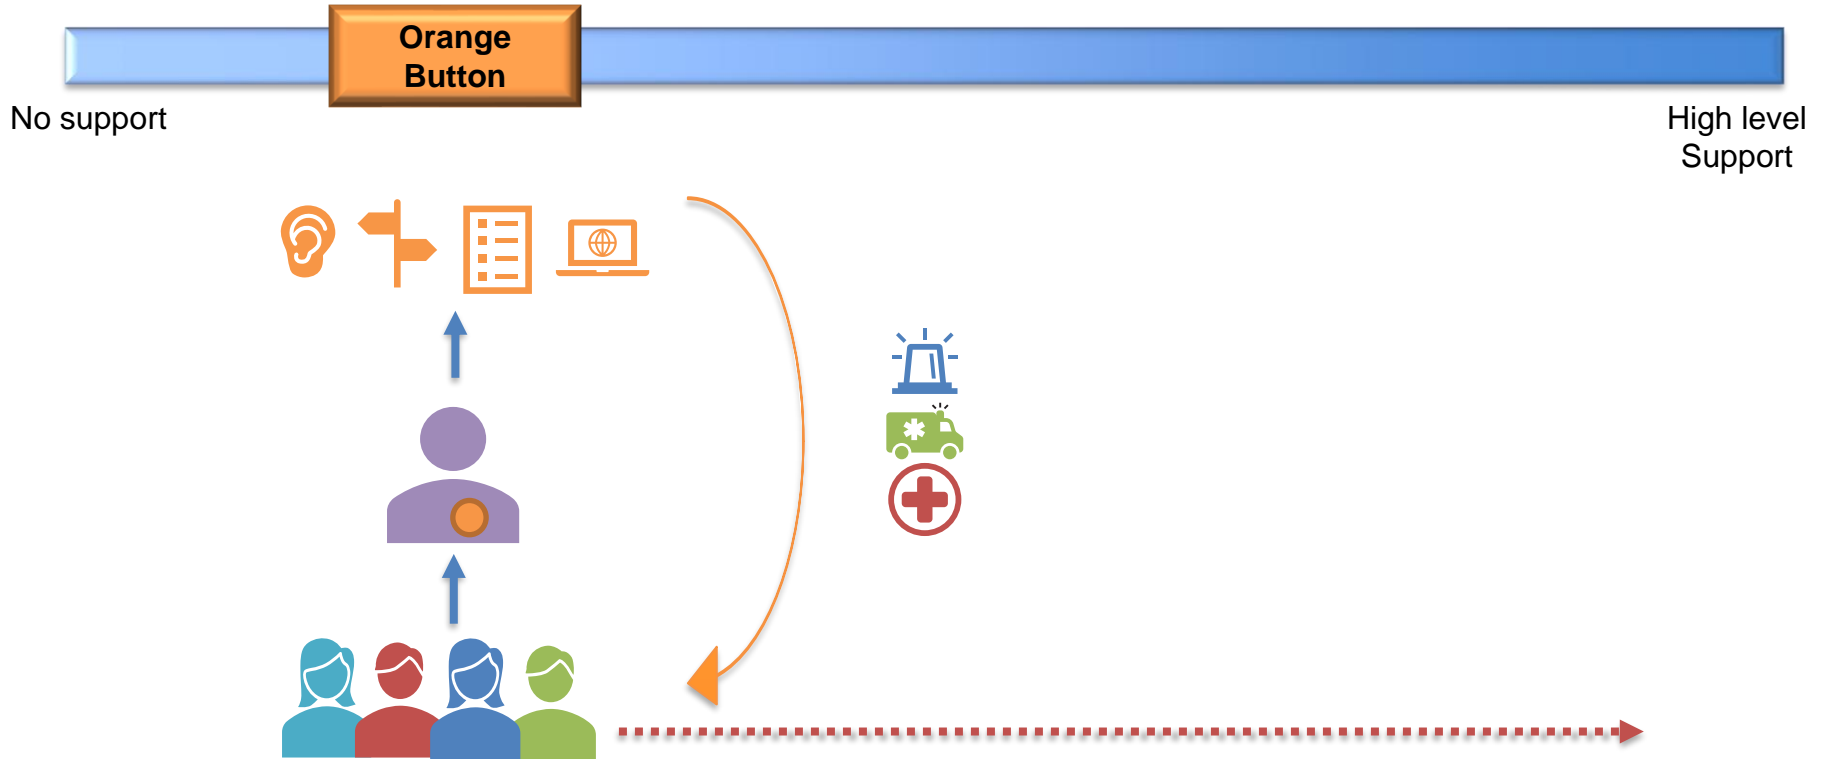 Orange
Button
No support
High level
Support